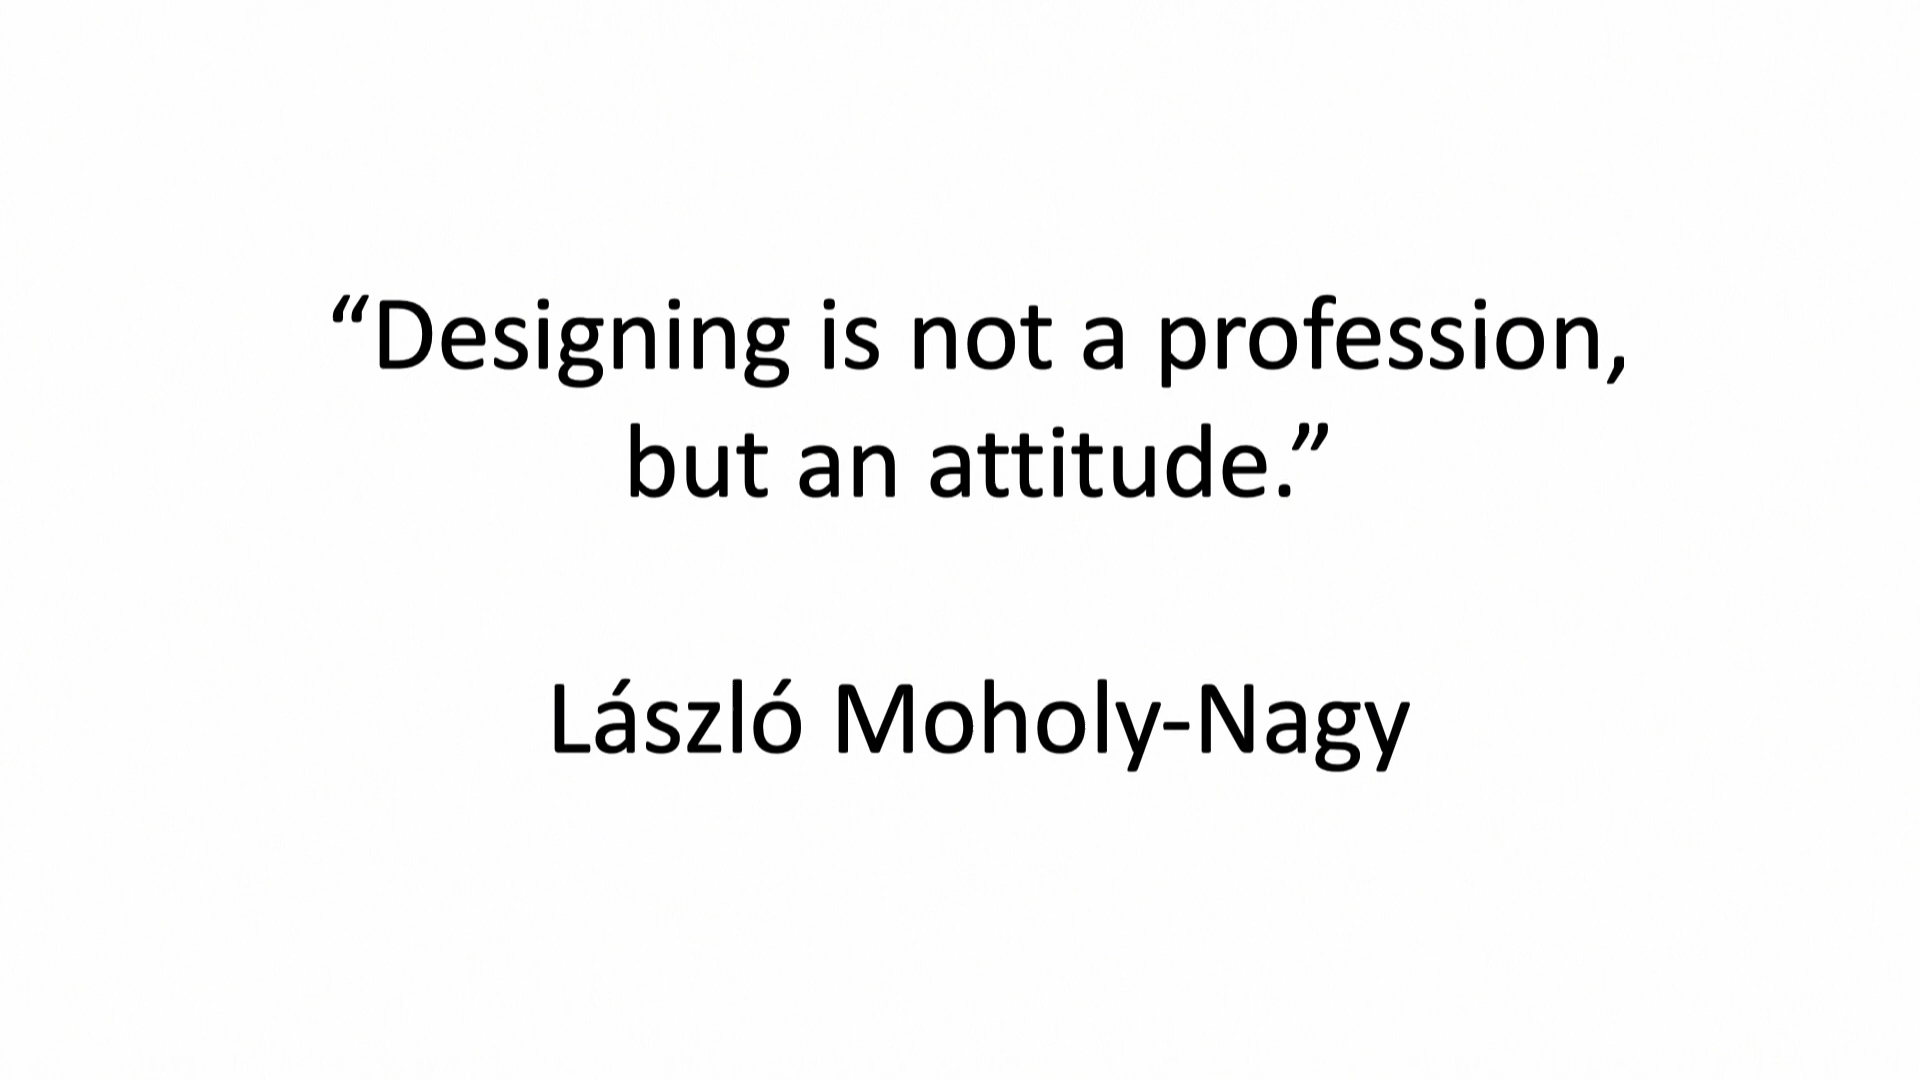 “Designing is not a profession,
but an attitude.”
László Moholy-Nagy